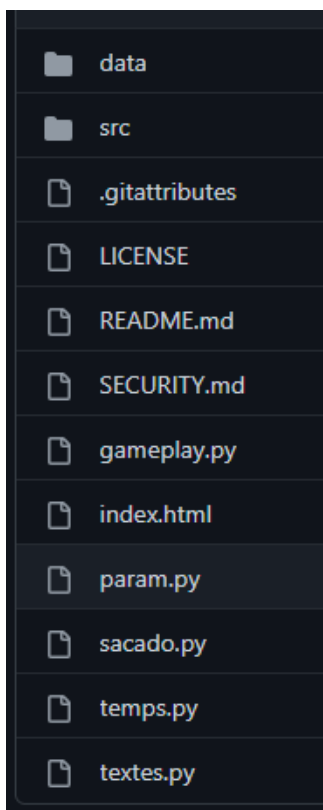 data
src
.gitattributes
LICENSE
README.md
SECURITY.md
gameplay.py
index.html
param.py
sacado.py
temps.py
textes.py